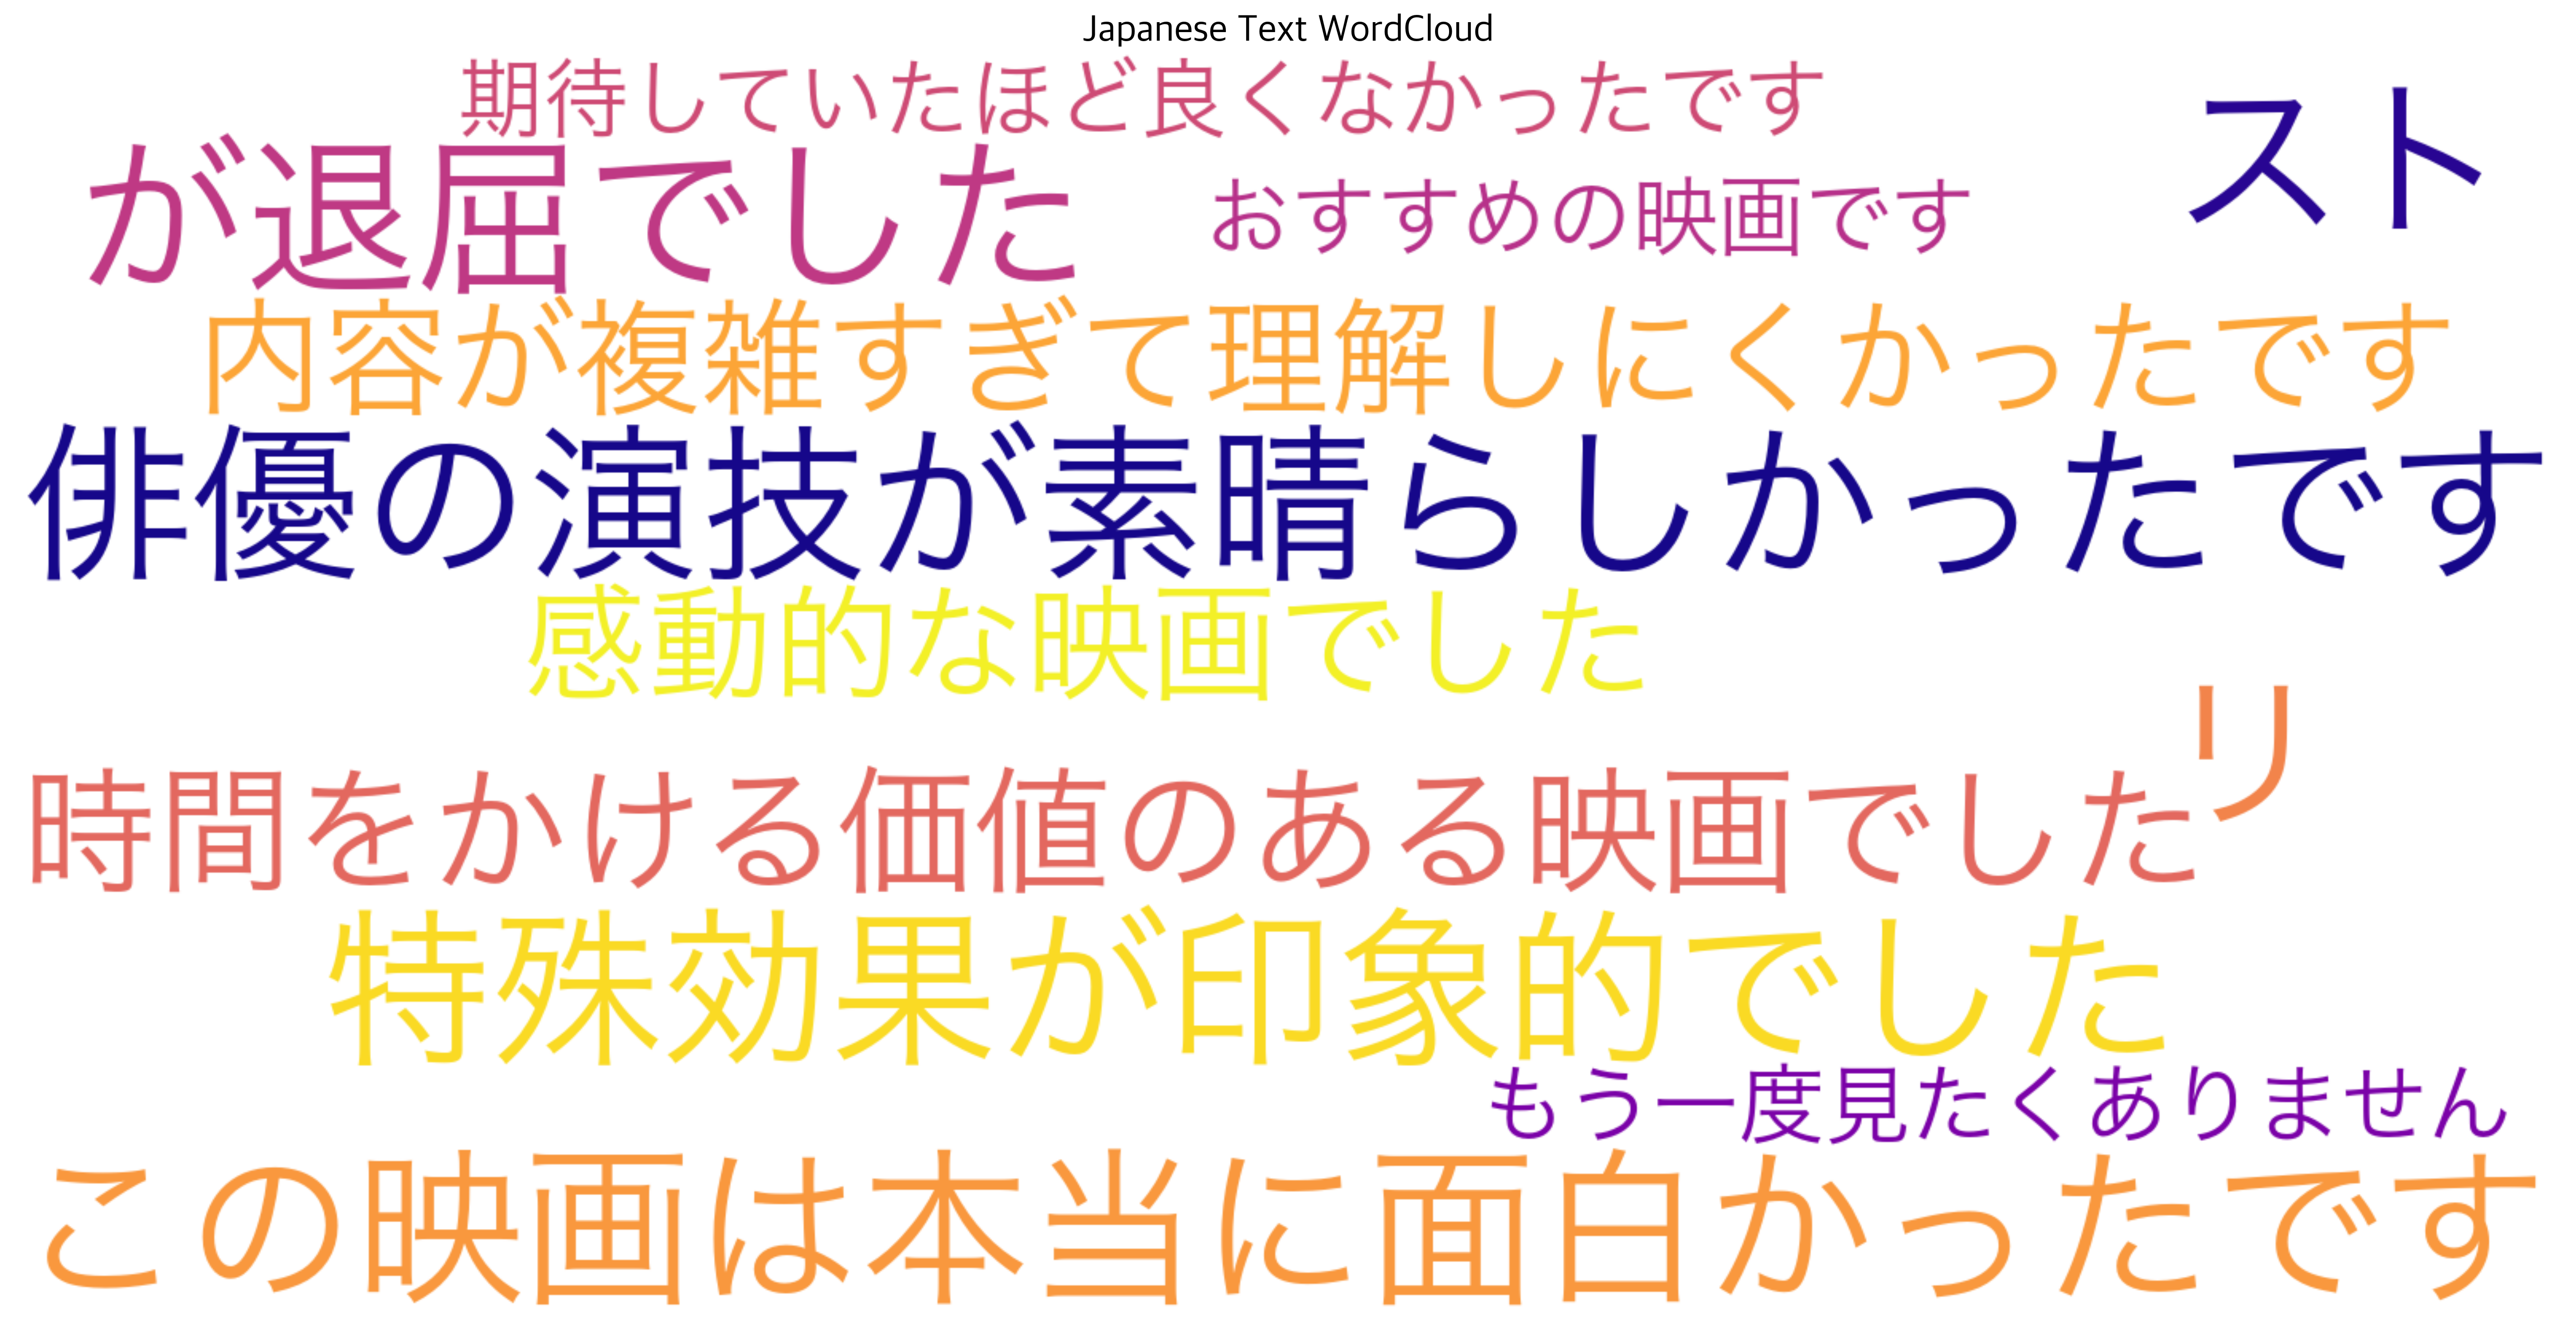 Japanese Text WordCloud
期待していたほど良くなかったです
スト
が退屈でした
おすすめの映画です
内容が複雑すぎて理解しにくかったです
俳優の演技が素晴らしかったです
感動的な映画でした
リ
時間をかける価値のある映画でした
特殊効果が印象的でした
もう一度見たくありません
この映画は本当に面白かったです